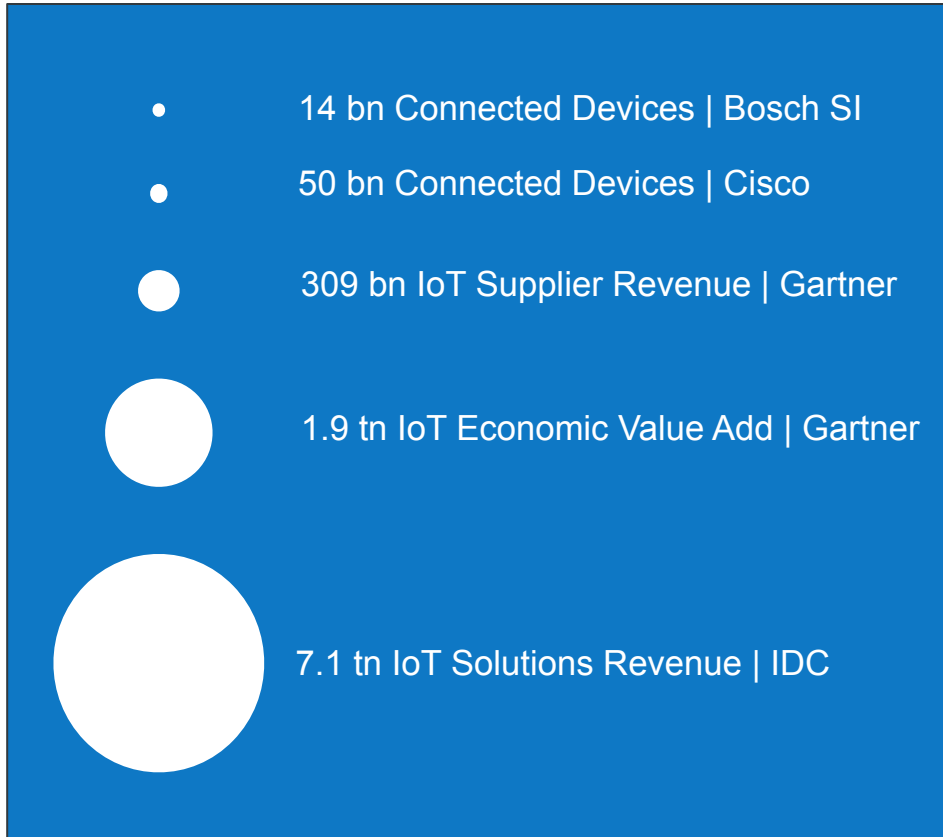 14 bn Connected Devices | Bosch SI
50 bn Connected Devices | Cisco
309 bn IoT Supplier Revenue | Gartner
1.9 tn IoT Economic Value Add | Gartner
7.1 tn IoT Solutions Revenue | IDC